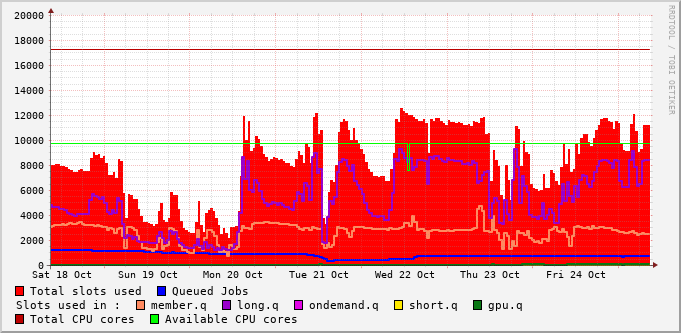 RRDTOOL / TOBI OETIKER
20000
18000
16000
14000
12000
10000
8000
6000
4000
2000
0
Sat 18 Oct Sun 19 Oct Mon 20 Oct Tue 21 Oct Wed 22 Oct Thu 23 Oct Fri 24 Oct
Total slots used Queued Jobs
Slots used in : member.q long.q ondemand.q short.q gpu.q
Total CPU cores Available CPU cores